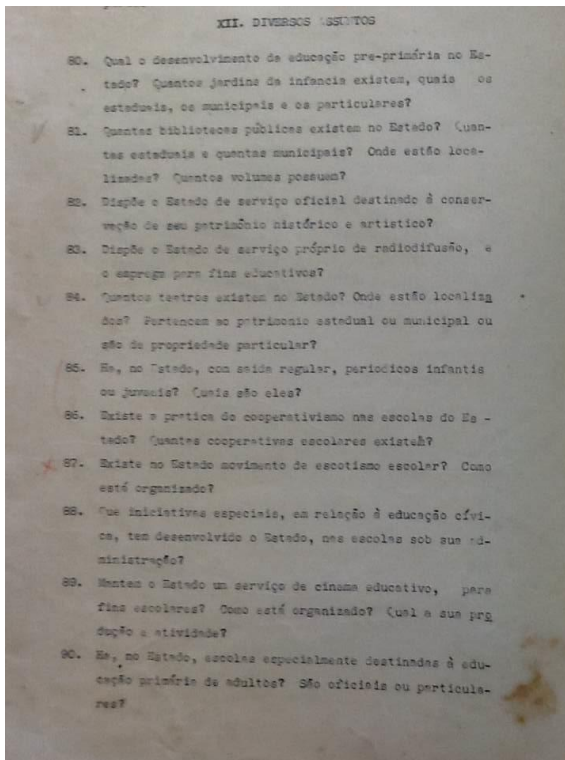 XII. DIVERSOS ASSUNTOS
80. Qual o desenvolvimento da educação pre-primária no Es-
tado? Quantos jardins da infancia existem, quais os
estaduais, os municipais e os particulares?
81. Quantas bibliotecas públicas existem no Estado? Quan-
tas estaduais e quantas municipais? Onde estão loca-
lizadas? Quantos volumes possuem?
82. Dispõe o Estado de serviço oficial destinado à conser-
vação de seu patrimônio histórico e artistico?
83. Dispõe o Estado de serviço próprio de radiodifusão, e
o emprega para fins educativos?
84. Quantos teatros existem no Estado? Onde estão localiza
dos? Pertencem ao patrimonio estadual ou municipal ou
são de propriedade particular?
85. Ha, no Estado, com saida regular, periodicos infantis
ou juvenis? Quais são eles?
86. Existe a pratica do cooperativismo nas escolas do Es -
tado? Quantas cooperativas escolares existem?
87. Existe no Estado movimento de escotismo escolar? Como
está organizado?
88. Que iniciativas especiais, em relação à educação cívi-
ca, tem desenvolvido o Estado, nas escolas sob sua ad-
ministração?
89. Mantem o Estado um serviço de cinema educativo, para
fins escolares? Como está organizado? Qual a sua pro
dução e atividade?
90. Ha, no Estado, escolas especialmente destinadas à edu-
cação primária de adultos? São oficiais ou particula-
res?